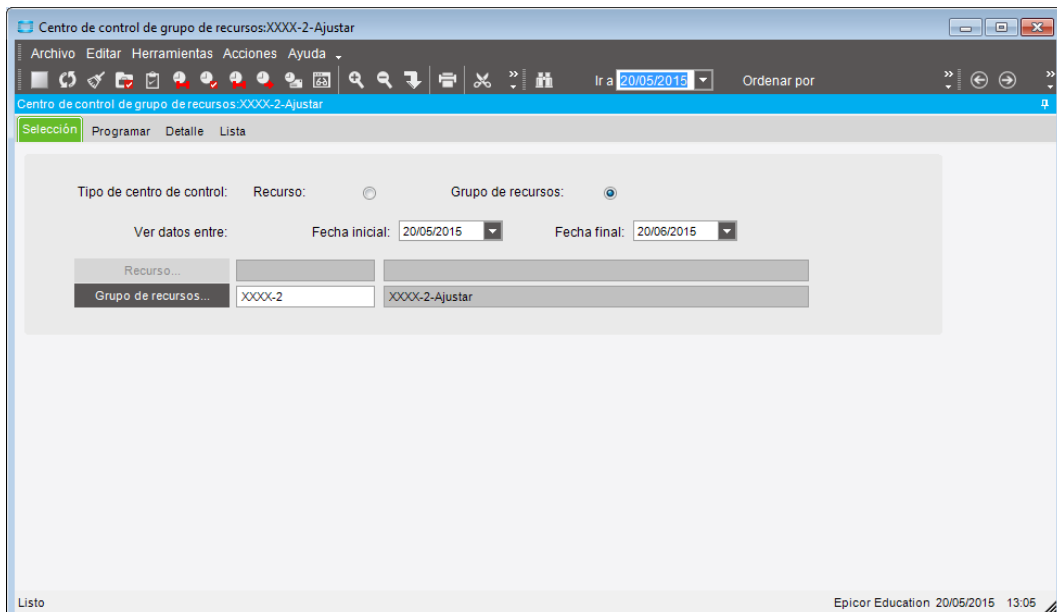 Centro de control de grupo de recursos:XXXX-2-Ajustar
Archivo Editar Herramientas Acciones Ayuda
Ir a 20/05/2015 Ordenar por
Centro de control de grupo de recursos:XXXX-2-Ajustar
Selección Programar Detalle Lista
Tipo de centro de control: Recurso: Grupo de recursos:
Ver datos entre: Fecha inicial: 20/05/2015 Fecha final: 20/06/2015
Recurso...
Grupo de recursos... XXXX-2 XXXX-2-Ajustar
Listo Epicor Education 20/05/2015 13:05